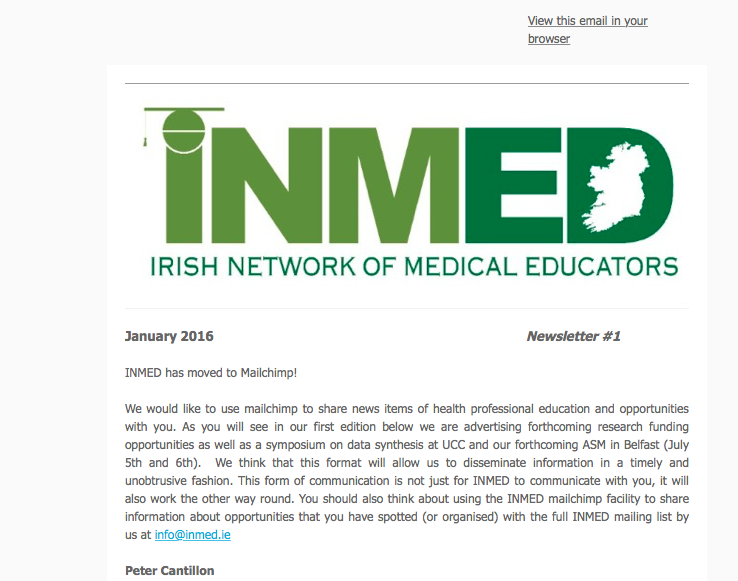 View this email in your
browser
iNMED
IRISH NETWORK OF MEDICAL EDUCATORS
January 2016 Newsletter #1
INMED has moved to Mailchimp!
We would like to use mailchimp to share news items of health professional education and opportunities
with you. As you will see in our first edition below we are advertising forthcoming research funding
opportunities as well as a symposium on data synthesis at UCC and our forthcoming ASM in Belfast (July
5th and 6th). We think that this format will allow us to disseminate information in a timely and
unobtrusive fashion. This form of communication is not just for INMED to communicate with you, it will
also work the other way round. You should also think about using the INMED mailchimp facility to share
information about opportunities that you have spotted (or organised) with the full INMED mailing list by
us at info@inmed.ie
Peter Cantillon